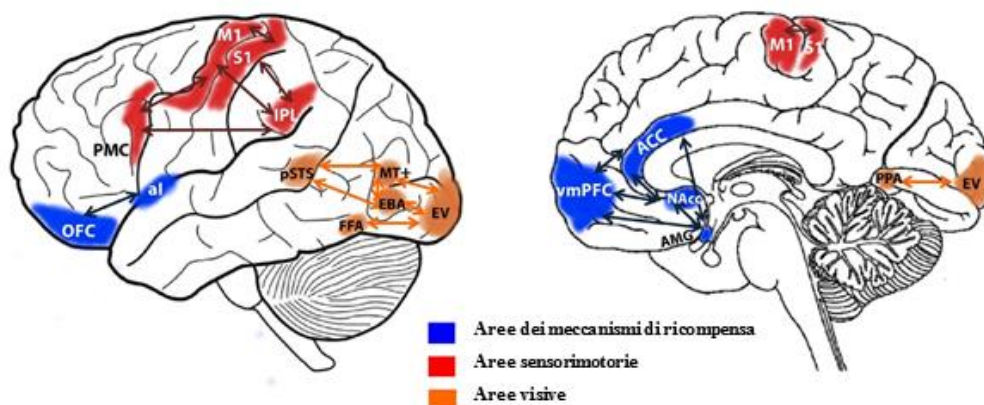 M1
S1
IPL
PMC
aI
OFC
pSTS
MT+
EBA
EV
FFA
M1
S1
ACC
vmPFC
NAcc
AMG
PPA
EV
Aree dei meccanismi di ricompensa
Aree sensorimotorie
Aree visive